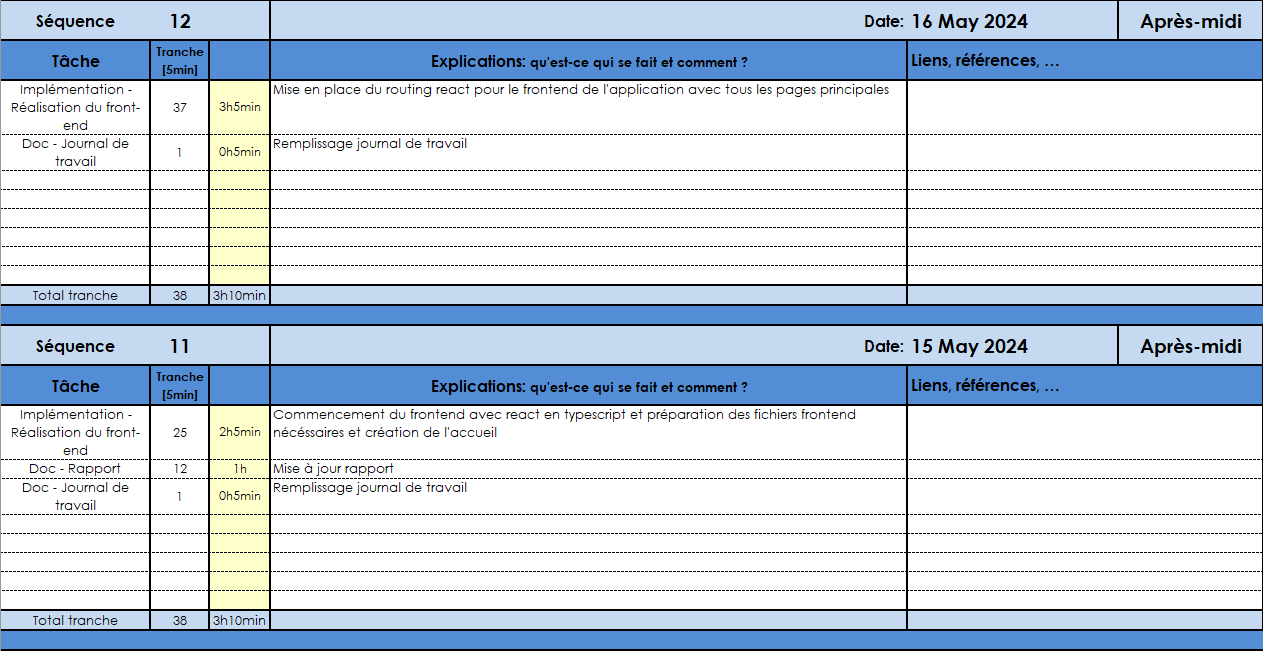 Séquence 12 Date: 16 May 2024 Après-midi
Tâche Tranche [5min] Explications: qu'est-ce qui se fait et comment ? Liens, références, …
Implémentation -
Réalisation du front-
end
37 3h5min Mise en place du routing react pour le frontend de l'application avec tous les pages principales
Doc - Journal de
travail
1 0h5min Remplissage journal de travail
Total tranche 38 3h10min
Séquence 11 Date: 15 May 2024 Après-midi
Tâche Tranche [5min] Explications: qu'est-ce qui se fait et comment ? Liens, références, …
Implémentation -
Réalisation du front-
end
25 2h5min Commencement du frontend avec react en typescript et préparation des fichiers frontend
nécéssaires et création de l'accueil
Doc - Rapport 12 1h Mise à jour rapport
Doc - Journal de
travail
1 0h5min Remplissage journal de travail
Total tranche 38 3h10min